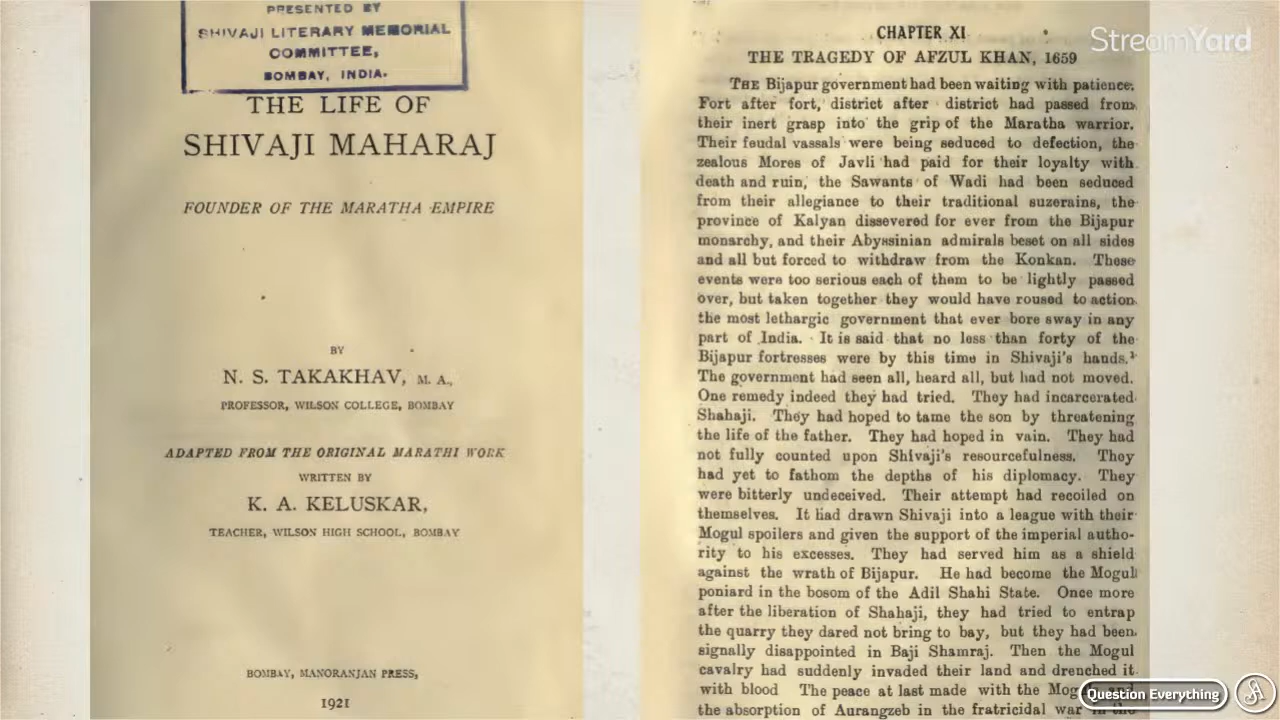 PRESENTED BY
SHIVAJI LITERARY MEMORIAL
COMMITTEE,
BOMBAY, INDIA.
THE LIFE OF
SHIVAJI MAHARAJ
FOUNDER OF THE MARATHA EMPIRE
BY
N. S. TAKAKHAV, M. A.,
PROFESSOR, WILSON COLLEGE, BOMBAY
ADAPTED FROM THE ORIGINAL MARATHI WORK
WRITTEN BY
K. A. KELUSKAR,
TEACHER, WILSON HIGH SCHOOL, BOMBAY
BOMBAY, MANORANJAN PRESS,
1921
CHAPTER XI
THE TRAGEDY OF AFZUL KHAN, 1659
THE Bijapur government had been waiting with patience.
Fort after fort, district after district had passed from
their inert grasp into the grip of the Maratha warrior.
Their feudal vassals were being seduced to defection, the
zealous Mores of Javli had paid for their loyalty with
death and ruin, the Sawants of Wadi had been seduced
from their allegiance to their traditional suzerains, the
province of Kalyan dissevered for ever from the Bijapur
monarchy, and their Abyssinian admirals beset on all sides
and all but forced to withdraw from the Konkan. These
events were too serious each of them to be lightly passed
over, but taken together they would have roused to action
the most lethargic government that ever bore sway in any
part of India. It is said that no less than forty of the
Bijapur fortresses were by this time in Shivaji's hands.¹
The government had seen all, heard all, but had not moved.
One remedy indeed they had tried. They had incarcerated
Shahaji. They had hoped to tame the son by threatening
the life of the father. They had hoped in vain. They had
not fully counted upon Shivaji's resourcefulness. They
had yet to fathom the depths of his diplomacy. They
were bitterly undeceived. Their attempt had recoiled on
themselves. It had drawn Shivaji into a league with their
Mogul spoilers and given the support of the imperial autho-
rity to his excesses. They had served him as a shield
against the wrath of Bijapur. He had become the Mogul
poniard in the bosom of the Adil Shahi State. Once more
after the liberation of Shahaji, they had tried to entrap
the quarry they dared not bring to bay, but they had been
signally disappointed in Baji Shamraj. Then the Mogul
cavalry had suddenly invaded their land and drenched it
with blood The peace at last made with the
the absorption of Aurangzeb in the fratricidal war
StreamYard
Question Everything